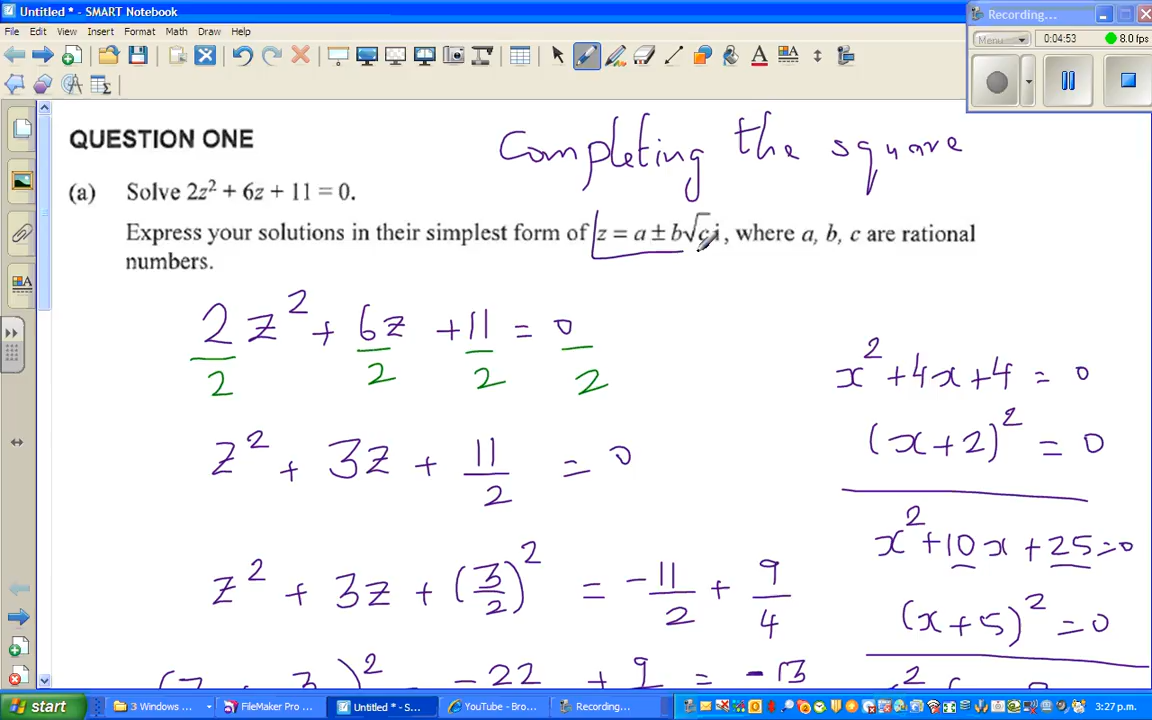 Untitled * - SMART Notebook
Recording...
File Edit View Insert Format Math Draw Help
Menu 0:04:53 8.0 fps
Completing the square
QUESTION ONE
(a) Solve 2z² + 6z + 11 = 0.
Express your solutions in their simplest form of z = a ± b√c i, where a, b, c are rational
numbers.
2z² + 6z + 11 = 0
2 2 2 2
x² + 4x + 4 = 0
(x + 2)² = 0
z² + 3z + 11/2 = 0
x² + 10x + 25 = 0
z² + 3z + (3/2)² = -11/2 + 9/4
(x + 5)² = 0
-22 + 9 = -13
start 3 Windows ... FileMaker Pro ... Untitled * - S... YouTube - Bro... Recording... 3:27 p.m.